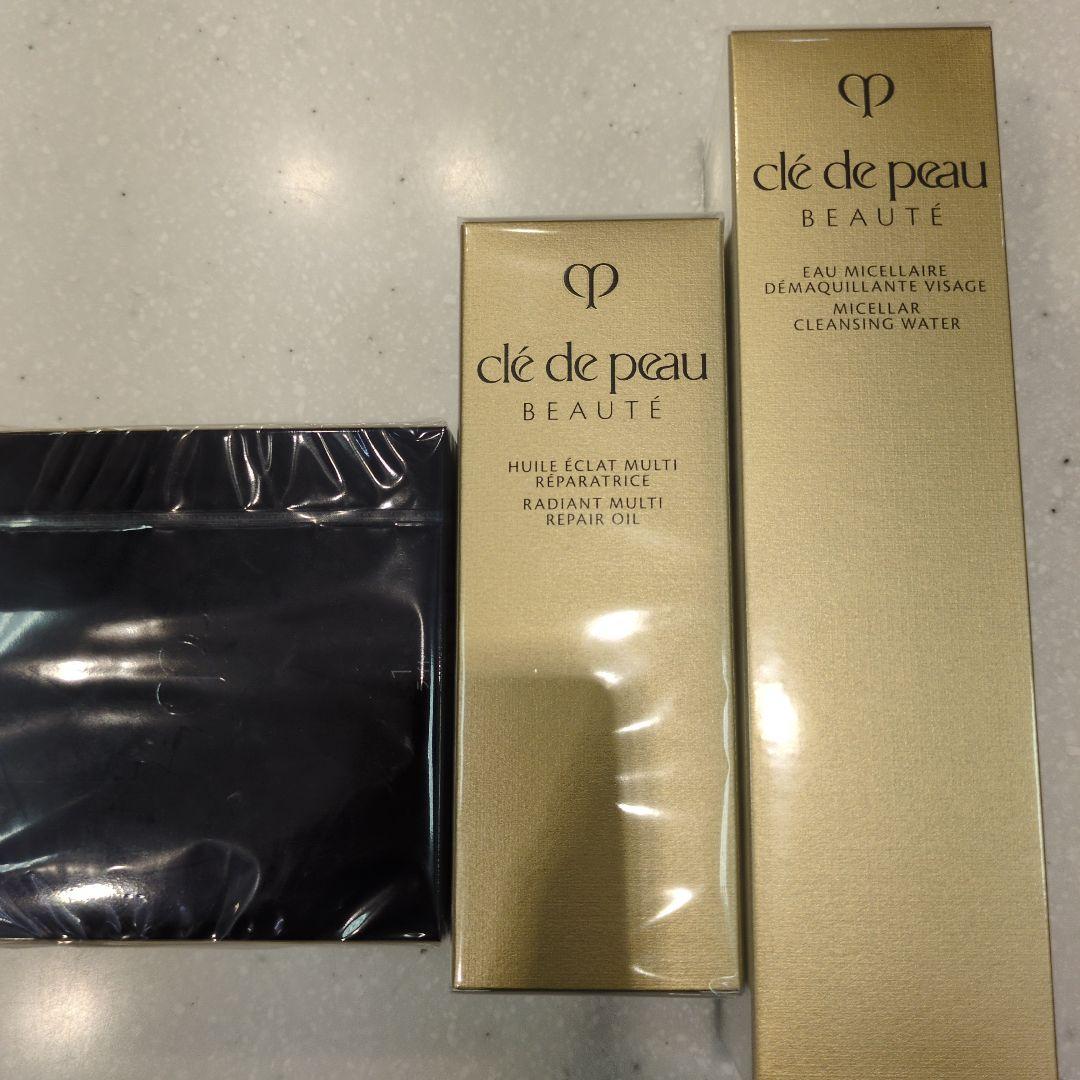 clé de peau
BEAUTÉ
HUILE ÉCLAT MULTI
RÉPARATRICE
RADIANT MULTI
REPAIR OIL
clé de peau
BEAUTÉ
EAU MICELLAIRE
DÉMAQUILLANTE VISAGE
MICELLAR
CLEANSING WATER